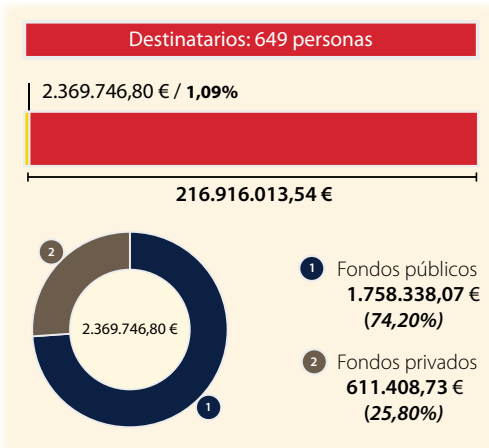 Destinatarios: 649 personas
2.369.746,80 € / 1,09%
216.916.013,54 €
2
2.369.746,80 €
1
1 Fondos públicos
1.758.338,07 €
(74,20%)
2 Fondos privados
611.408,73 €
(25,80%)